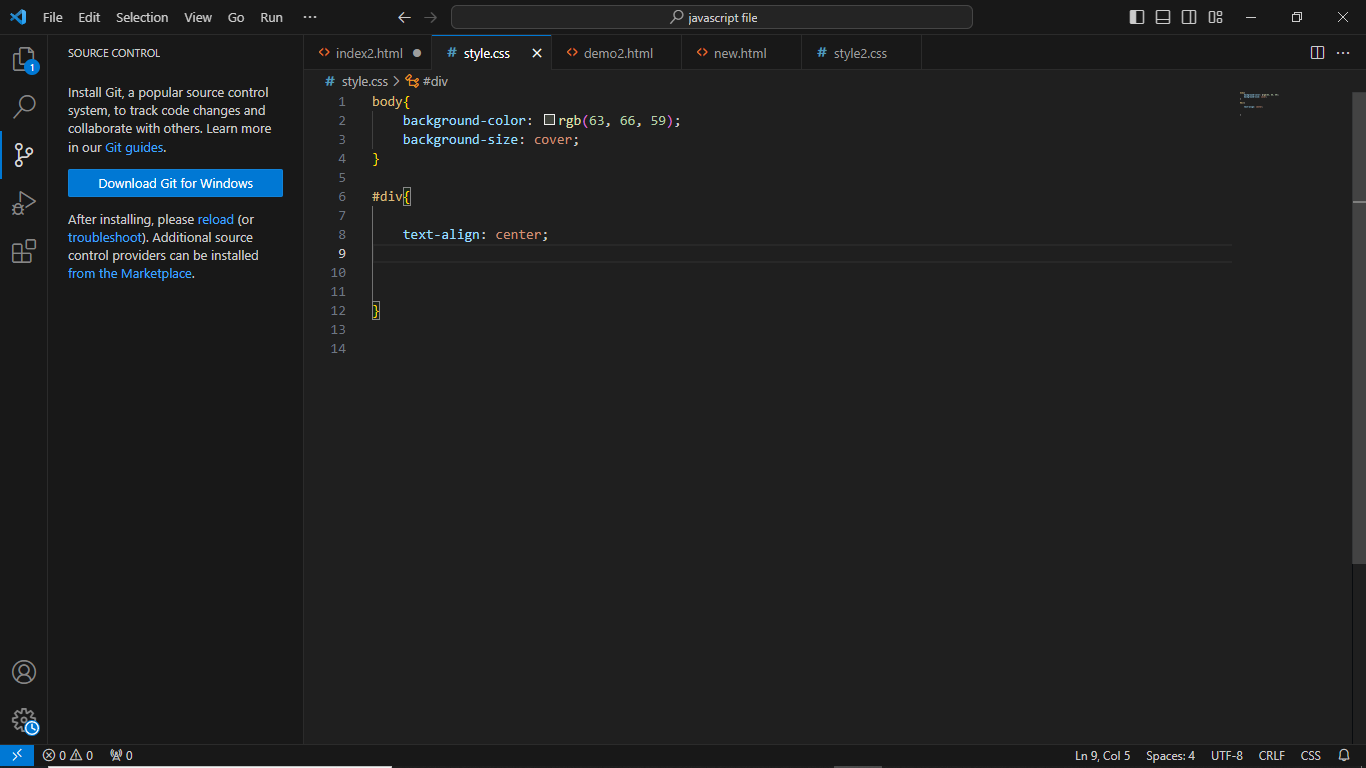 File Edit Selection View Go Run ··· javascript file
SOURCE CONTROL
Install Git, a popular source control
system, to track code changes and
collaborate with others. Learn more
in our Git guides.
Download Git for Windows
After installing, please reload (or
troubleshoot). Additional source
control providers can be installed
from the Marketplace.
1
index2.html style.css demo2.html new.html style2.css
# style.css > #div
1 body{
2 background-color: rgb(63, 66, 59);
3 background-size: cover;
4 }
5
6 #div{
7
8 text-align: center;
9
10
11
12 }
13
14
0 0 0 Ln 9, Col 5 Spaces: 4 UTF-8 CRLF CSS